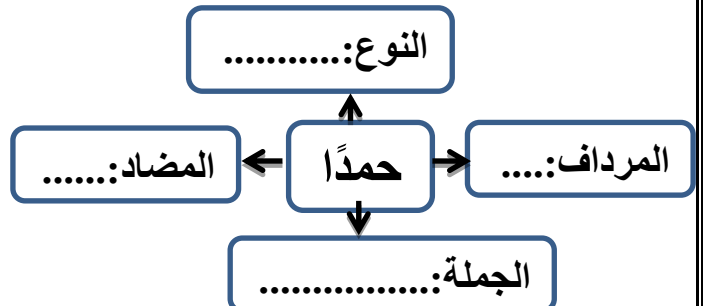 النوع:...........
المرداف:....
حمدًا
المضاد:......
الجملة:.................